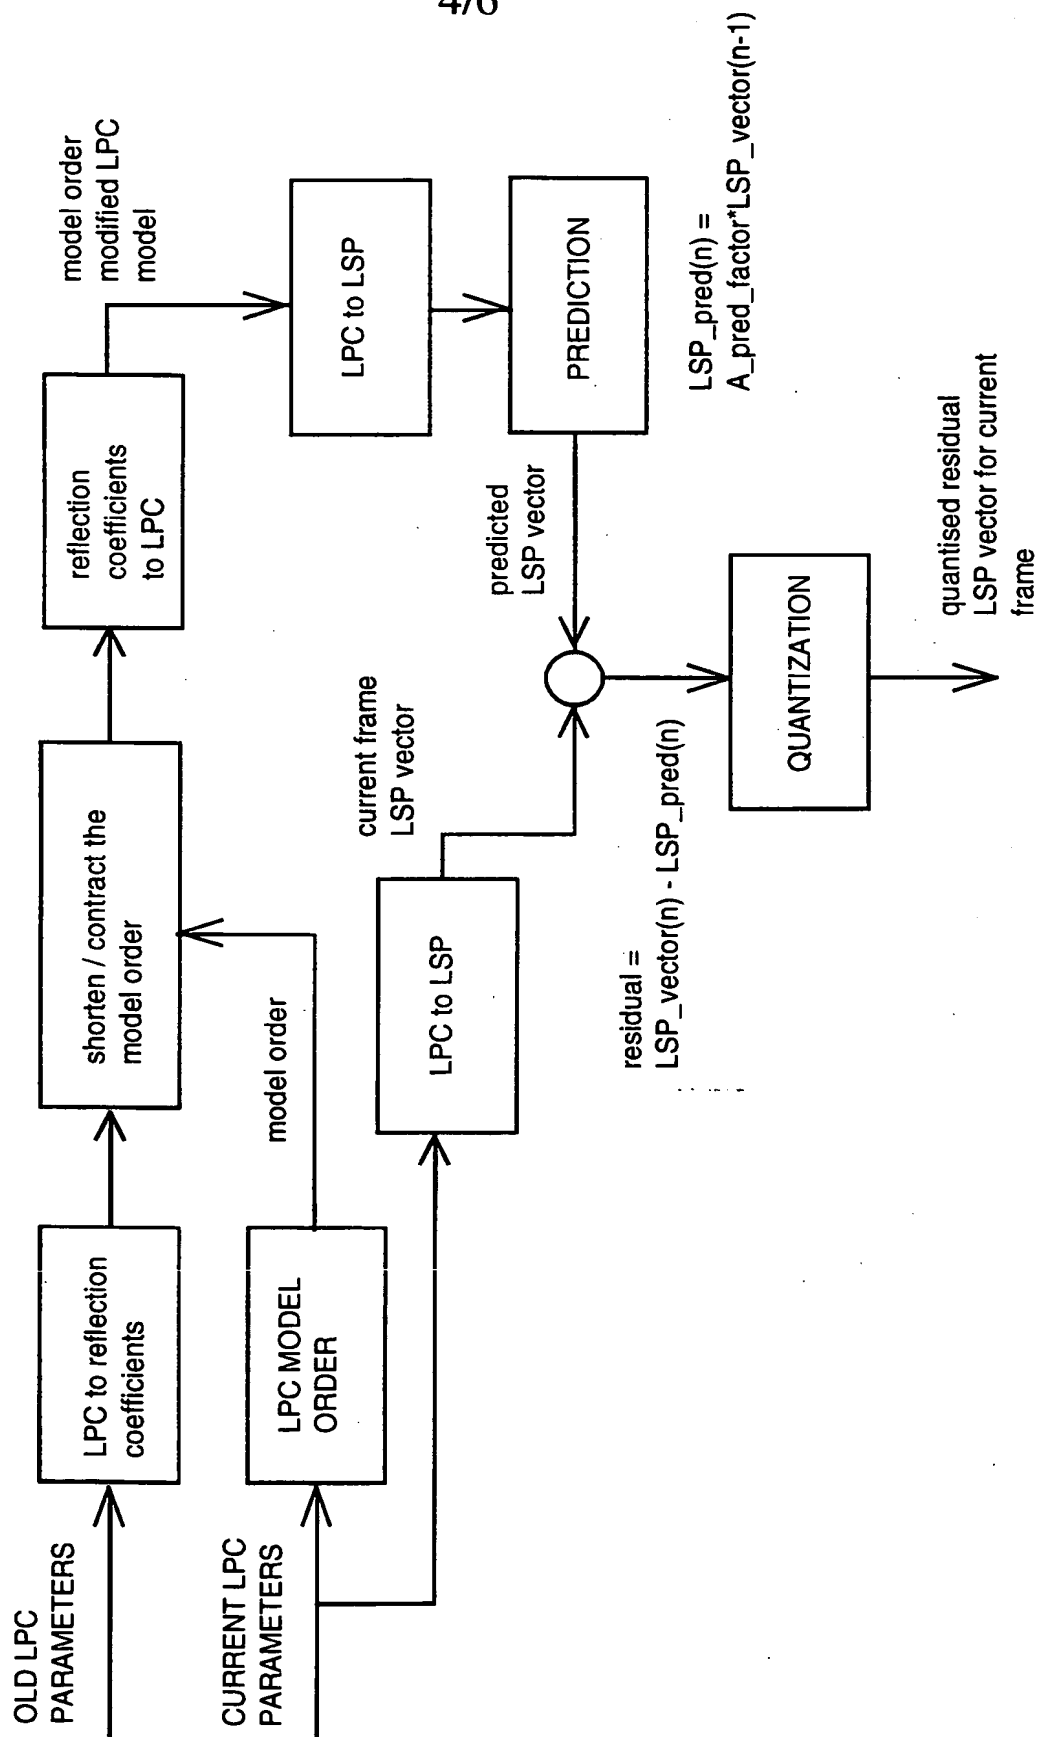 4/6
OLD LPC
PARAMETERS
LPC to reflection
coefficients
shorten / contract the
model order
reflection
coefficients
to LPC
model order
modified LPC
model
CURRENT LPC
PARAMETERS
LPC MODEL
ORDER
model order
LPC to LSP
current frame
LSP vector
LPC to LSP
PREDICTION
LSP_pred(n) =
A_pred_factor*LSP_vector(n-1)
predicted
LSP vector
residual =
LSP_vector(n) - LSP_pred(n)
QUANTIZATION
quantised residual
LSP vector for current
frame